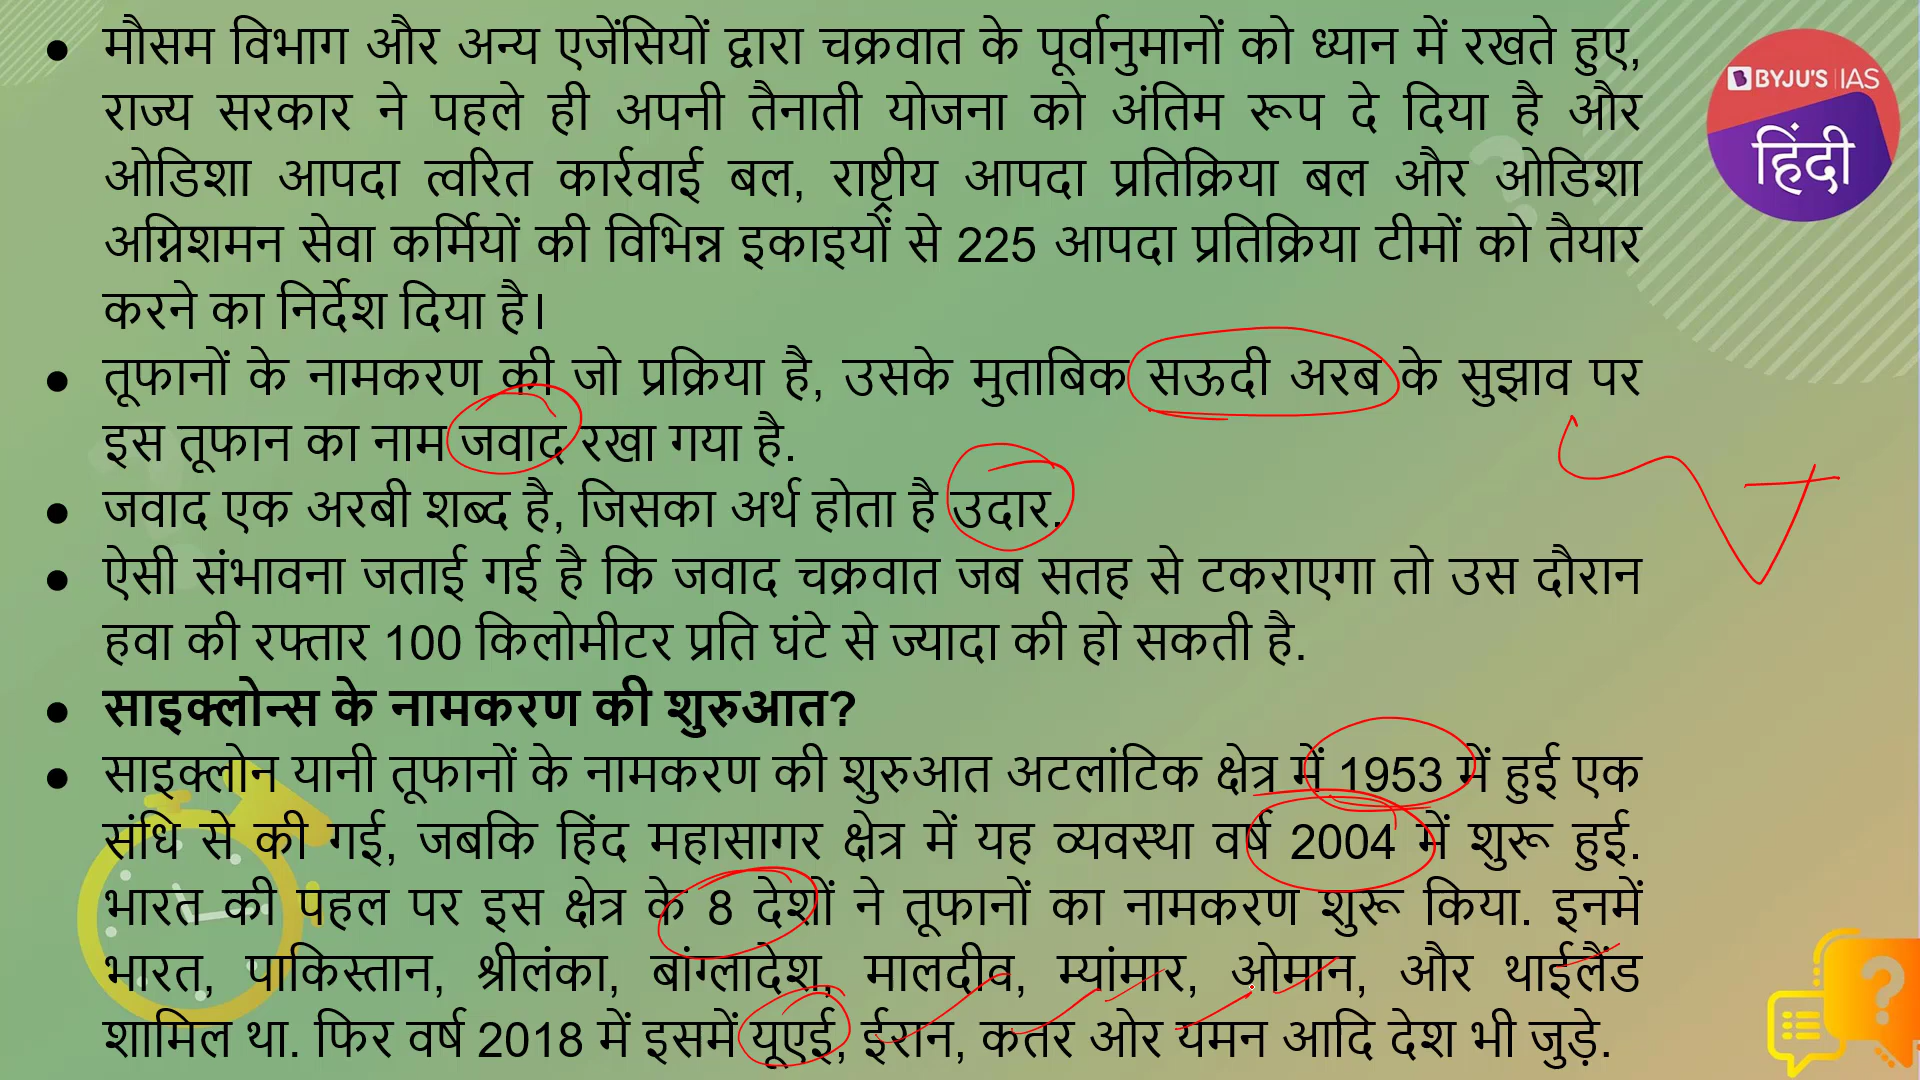 ● मौसम विभाग और अन्य एजेंसियों द्वारा चक्रवात के पूर्वानुमानों को ध्यान में रखते हुए,
राज्य सरकार ने पहले ही अपनी तैनाती योजना को अंतिम रूप दे दिया है और
ओडिशा आपदा त्वरित कार्रवाई बल, राष्ट्रीय आपदा प्रतिक्रिया बल और ओडिशा
अग्निशमन सेवा कर्मियों की विभिन्न इकाइयों से 225 आपदा प्रतिक्रिया टीमों को तैयार
करने का निर्देश दिया है।
● तूफानों के नामकरण की जो प्रक्रिया है, उसके मुताबिक सऊदी अरब के सुझाव पर
इस तूफान का नाम जवाद रखा गया है.
● जवाद एक अरबी शब्द है, जिसका अर्थ होता है उदार.
● ऐसी संभावना जताई गई है कि जवाद चक्रवात जब सतह से टकराएगा तो उस दौरान
हवा की रफ्तार 100 किलोमीटर प्रति घंटे से ज्यादा की हो सकती है.
● साइक्लोन्स के नामकरण की शुरुआत?
● साइक्लोन यानी तूफानों के नामकरण की शुरुआत अटलांटिक क्षेत्र में 1953 में हुई एक
संधि से की गई, जबकि हिंद महासागर क्षेत्र में यह व्यवस्था वर्ष 2004 में शुरू हुई.
भारत की पहल पर इस क्षेत्र के 8 देशों ने तूफानों का नामकरण शुरू किया. इनमें
भारत, पाकिस्तान, श्रीलंका, बांग्लादेश, मालदीव, म्यांमार, ओमान, और थाईलैंड
शामिल था. फिर वर्ष 2018 में इसमें यूएई, ईरान, कतर ओर यमन आदि देश भी जुड़े.
BYJU'S | IAS
हिंदी